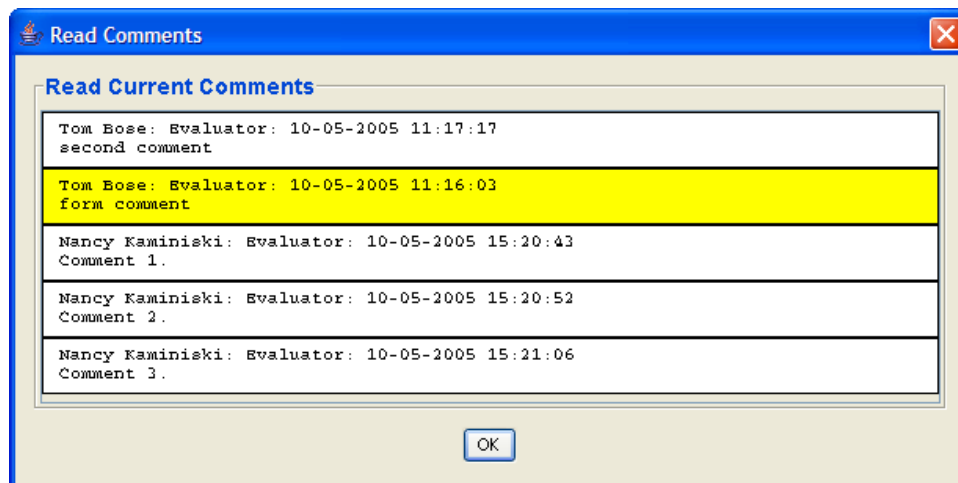 Read Comments
Read Current Comments
Tom Bose: Evaluator: 10-05-2005 11:17:17
second comment
Tom Bose: Evaluator: 10-05-2005 11:16:03
form comment
Nancy Kaminiski: Evaluator: 10-05-2005 15:20:43
Comment 1.
Nancy Kaminiski: Evaluator: 10-05-2005 15:20:52
Comment 2.
Nancy Kaminiski: Evaluator: 10-05-2005 15:21:06
Comment 3.
OK